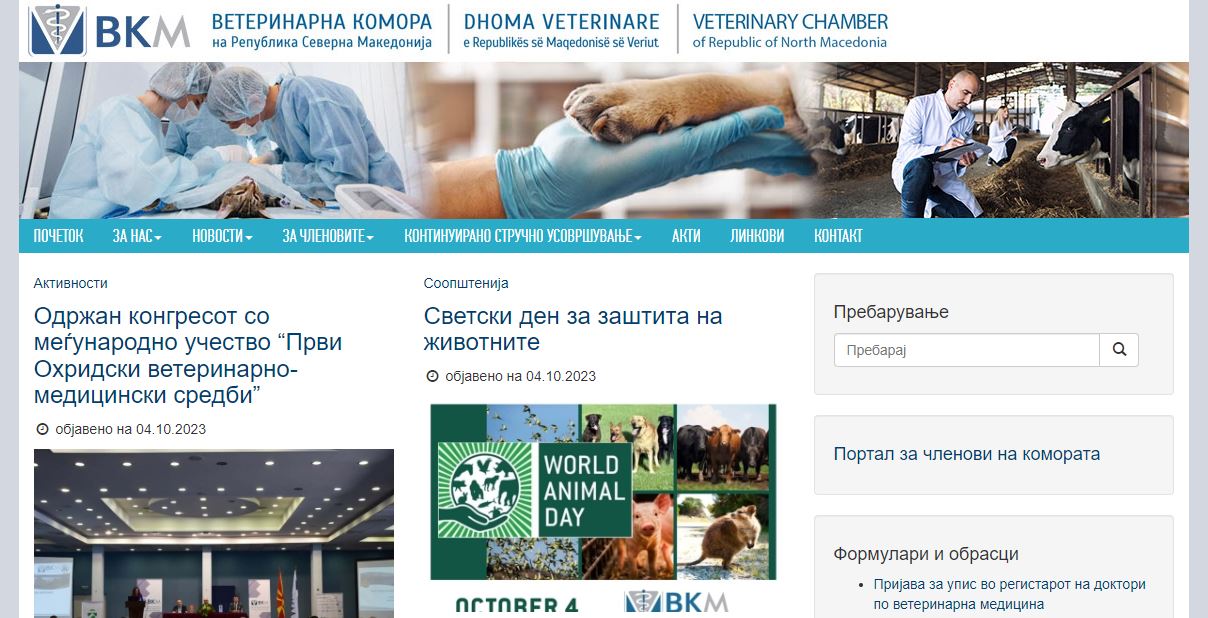 ВКМ
ВЕТЕРИНАРНА КОМОРА
на Република Северна Македонија
DHOMA VETERINARE
e Republikës së Maqedonisë së Veriut
VETERINARY CHAMBER
of Republic of North Macedonia
ПОЧЕТОК
ЗА НАС
НОВОСТИ
ЗА ЧЛЕНОВИТЕ
КОНТИНУИРАНО СТРУЧНО УСОВРШУВАЊЕ
АКТИ
ЛИНКОВИ
КОНТАКТ
Активности
Одржан конгресот со
меѓународно учество “Први
Охридски ветеринарно-
медицински средби”
објавено на 04.10.2023
ВКМ
Соопштенија
Светски ден за заштита на
животните
објавено на 04.10.2023
WORLD
ANIMAL
DAY
OCTOBER 4
ВКМ
Пребарување
Пребарај
Портал за членови на комората
Формулари и обрасци
Пријава за упис во регистарот на доктори
по ветеринарна медицина